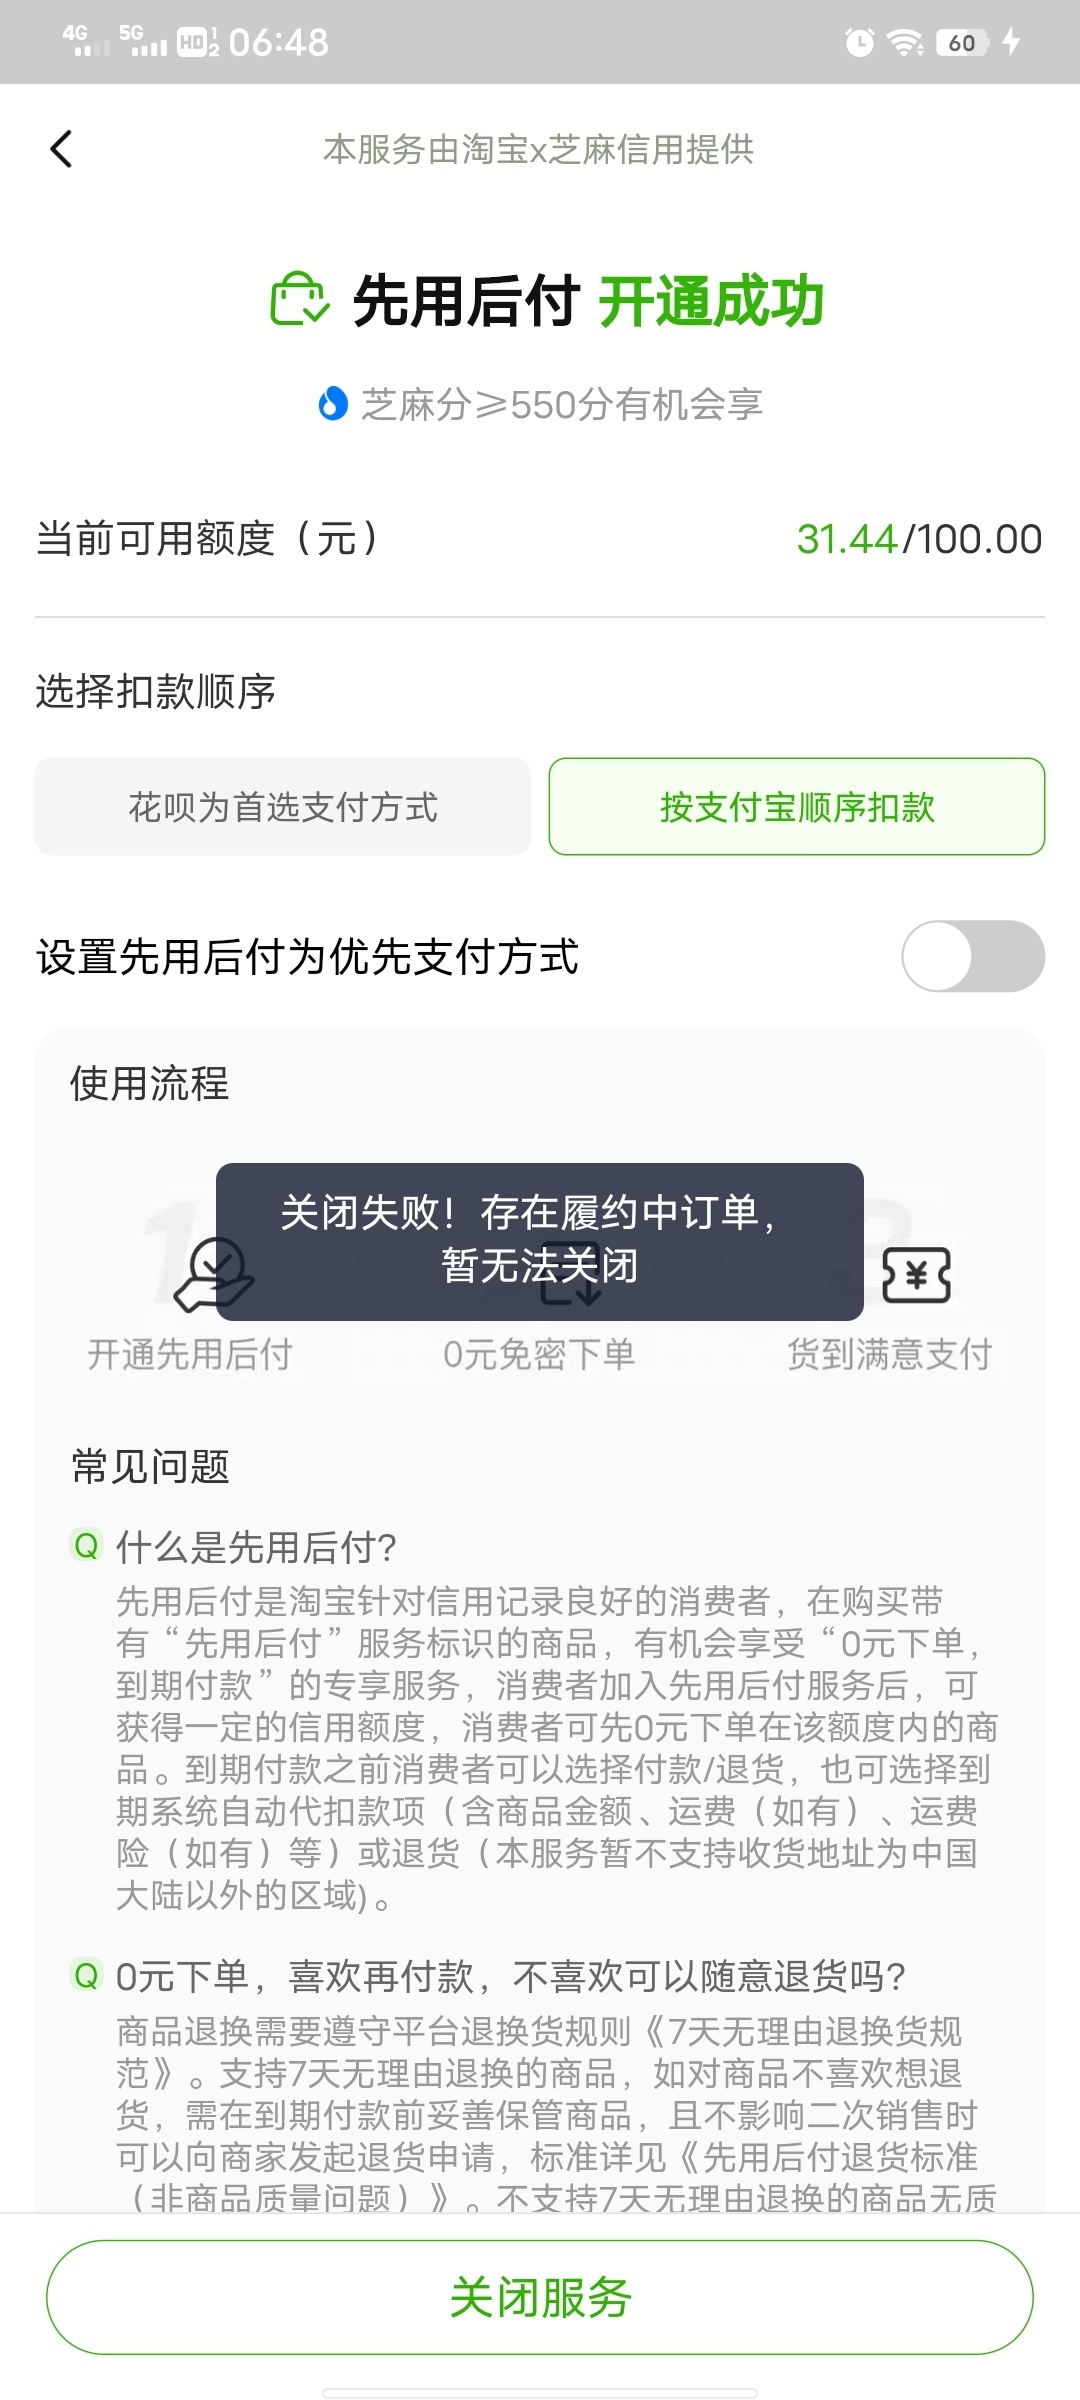 4G 5G HD 1 2 06:48 60
本服务由淘宝x芝麻信用提供
先用后付 开通成功
芝麻分≥550分有机会享
当前可用额度（元） 31.44/100.00
选择扣款顺序
花呗为首选支付方式 按支付宝顺序扣款
设置先用后付为优先支付方式
使用流程
1 3
关闭失败！存在履约中订单，
暂无法关闭
开通先用后付 0元免密下单 货到满意支付
常见问题
Q 什么是先用后付?
先用后付是淘宝针对信用记录良好的消费者，在购买带
有“先用后付”服务标识的商品，有机会享受“0元下单，
到期付款”的专享服务，消费者加入先用后付服务后，可
获得一定的信用额度，消费者可先0元下单在该额度内的商
品。到期付款之前消费者可以选择付款/退货，也可选择到
期系统自动代扣款项（含商品金额、运费（如有）、运费
险（如有）等）或退货（本服务暂不支持收货地址为中国
大陆以外的区域)。
Q 0元下单，喜欢再付款，不喜欢可以随意退货吗?
商品退换需要遵守平台退换货规则《7天无理由退换货规
范》。支持7天无理由退换的商品，如对商品不喜欢想退
货，需在到期付款前妥善保管商品，且不影响二次销售时
可以向商家发起退货申请，标准详见《先用后付退货标准
（非商品质量问题）》。不支持7天无理由退换的商品无质
关闭服务